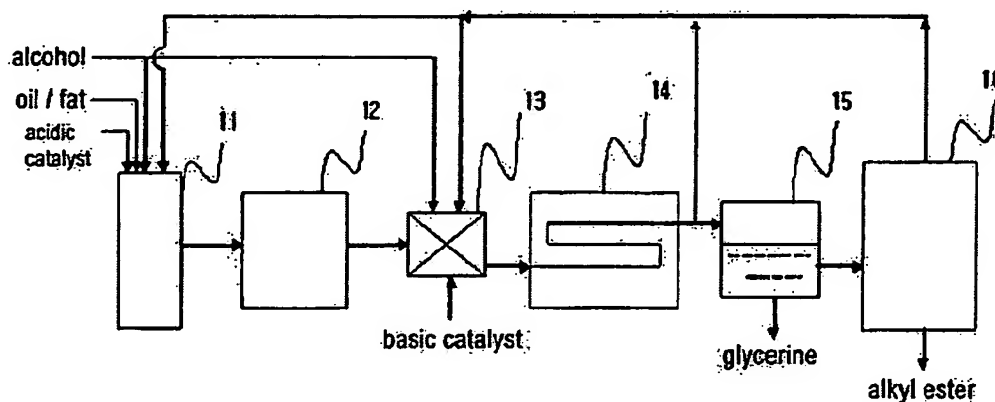 alcohol
oil / fat
acidic
catalyst
11
12
13
14
15
basic catalyst
glycerine
alkyl ester